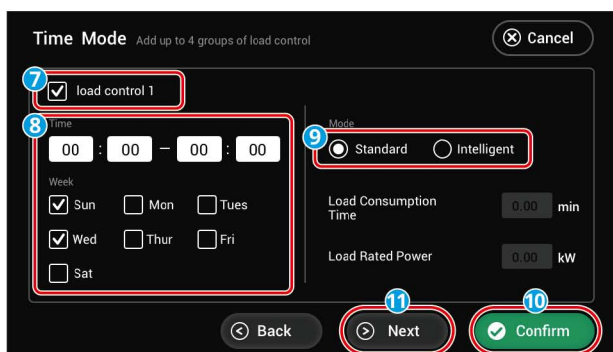 Time Mode Add up to 4 groups of load control
Cancel
7
load control 1
8
Time
00 : 00 – 00 : 00
Week
Sun Mon Tues
Wed Thur Fri
Sat
9
Mode
Standard Intelligent
Load Consumption
Time
0.00 min
Load Rated Power 0.00 kW
11
10
Back Next Confirm